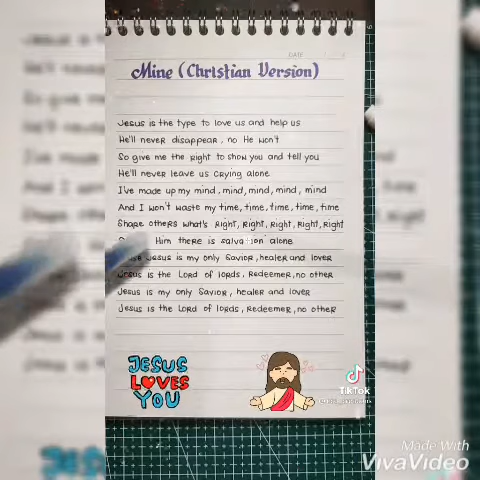 DATE
Mine (Christian Version)
Jesus is the type to love us and help us
He'll never disappear, no He won't
So give me the right to show you and tell you
He'll never leave us crying alone
I've made up my mind, mind, mind, mind, mind
And I won't waste my time, time, time, time, time
Share others what's right, right, right, right, right
Him there is salvation alone
Jesus is my only Savior, healer and lover
Jesus is the Lord of lords, Redeemer, no other
Jesus is my only Savior, healer and lover
Jesus is the Lord of lords, Redeemer, no other
JESUS
LOVES
YOU
TikTok
Made With
VivaVideo